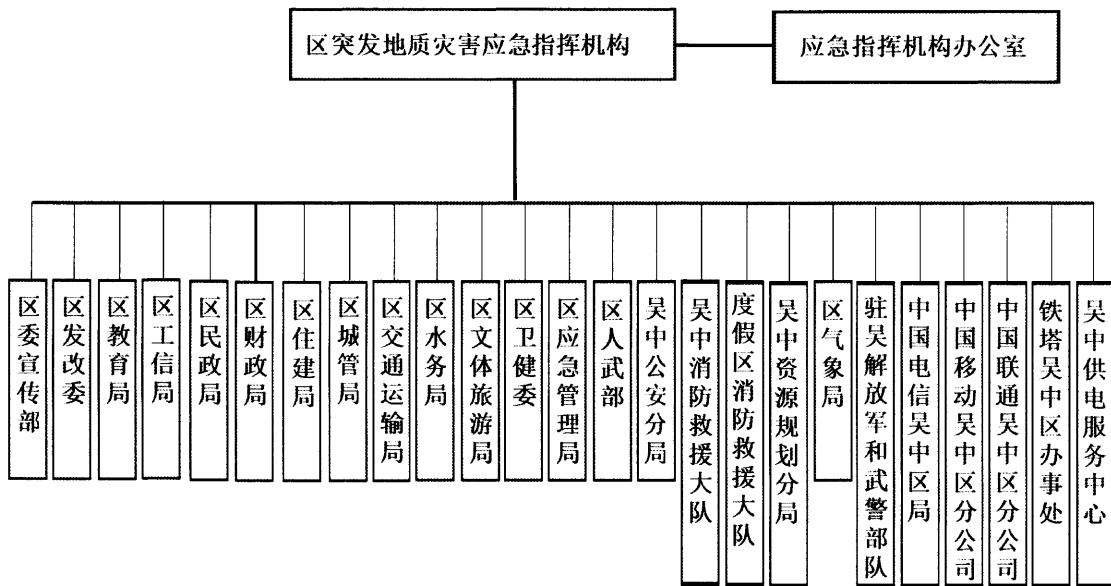 区突发地质灾害应急指挥机构
应急指挥机构办公室
区委宣传部
区发改委
区教育局
区工信局
区民政局
区财政局
区住建局
区城管局
区交通运输局
区水务局
区文体旅游局
区卫健委
区应急管理局
区人武部
吴中公安分局
吴中消防救援大队
度假区消防救援大队
吴中资源规划分局
区气象局
驻吴解放军和武警部队
中国电信吴中区局
中国移动吴中区分公司
中国联通吴中区分公司
铁塔吴中区办事处
吴中供电服务中心